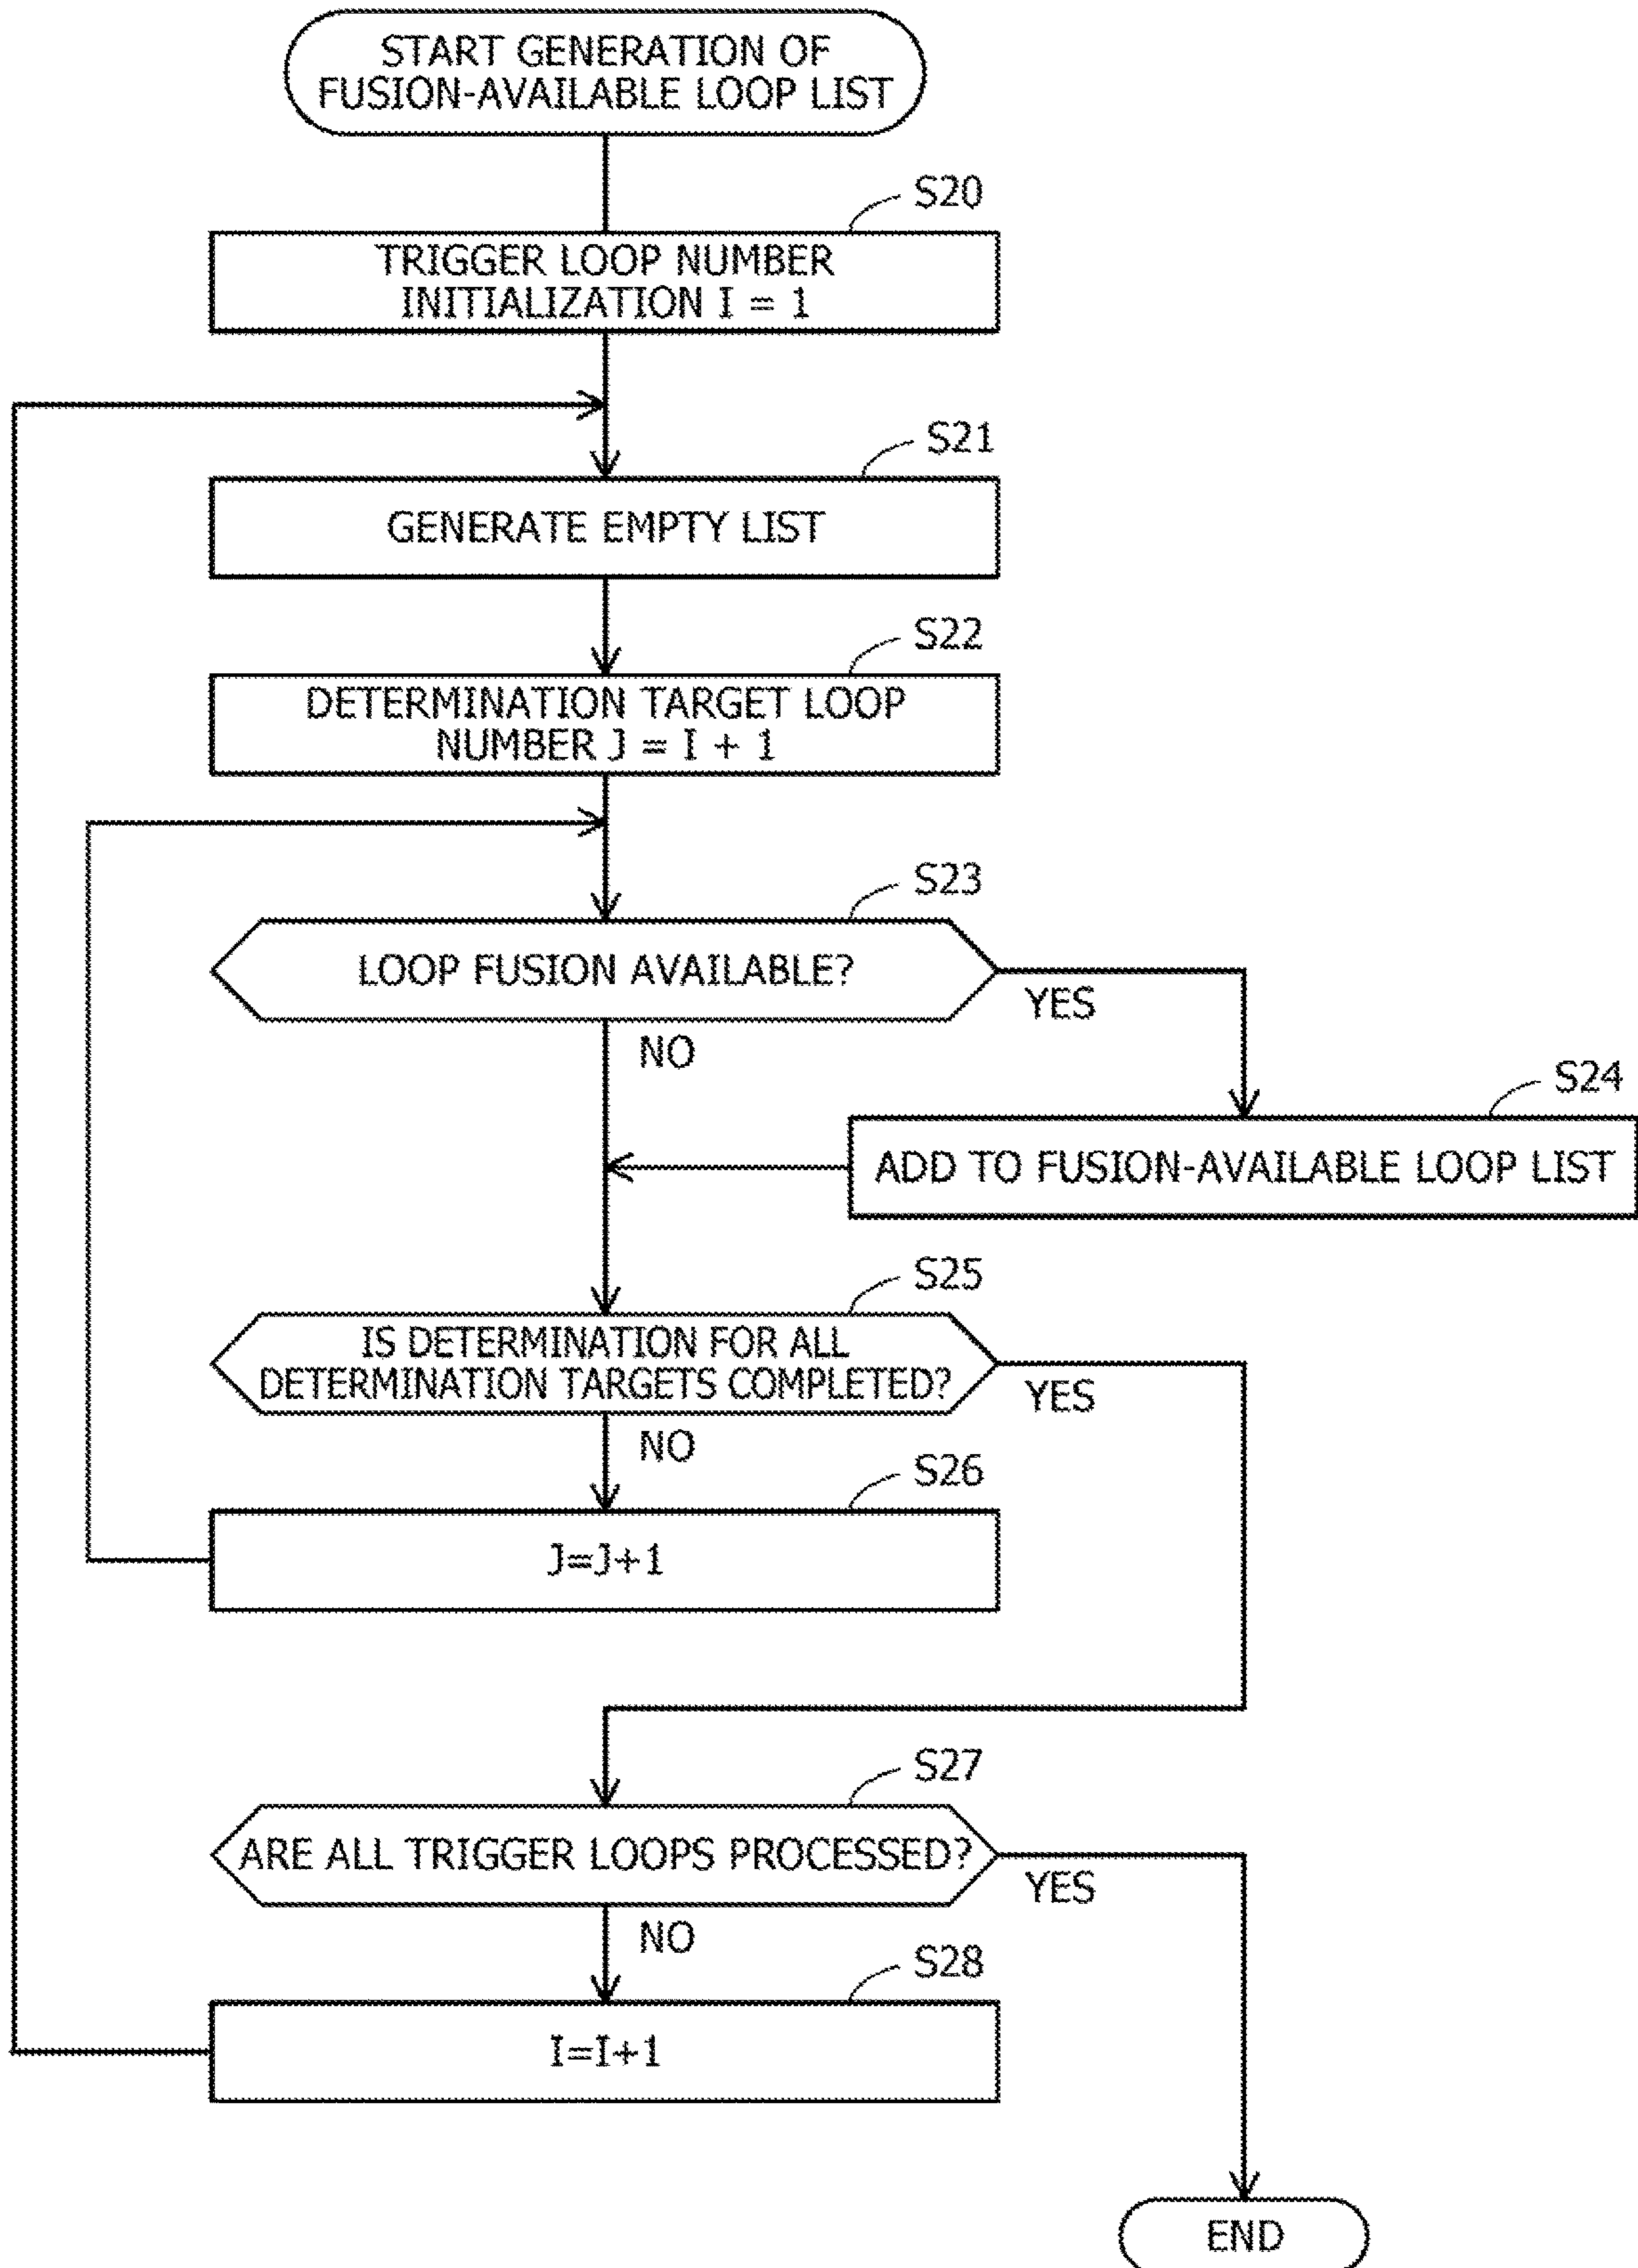 START GENERATION OF
FUSION-AVAILABLE LOOP LIST
S20
TRIGGER LOOP NUMBER
INITIALIZATION I = 1
S21
GENERATE EMPTY LIST
S22
DETERMINATION TARGET LOOP
NUMBER J = I + 1
S23
LOOP FUSION AVAILABLE?
YES
NO
S24
ADD TO FUSION-AVAILABLE LOOP LIST
S25
IS DETERMINATION FOR ALL
DETERMINATION TARGETS COMPLETED?
YES
NO
S26
J=J+1
S27
ARE ALL TRIGGER LOOPS PROCESSED?
YES
NO
S28
I=I+1
END